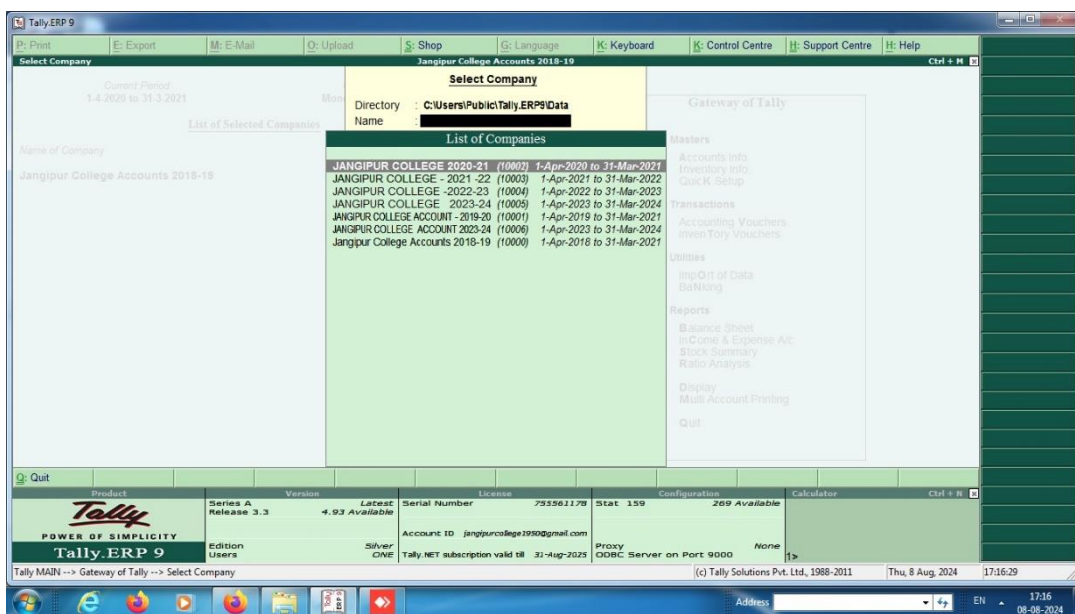 Tally.ERP 9
P: Print E: Export M: E-Mail O: Upload S: Shop G: Language K: Keyboard K: Control Centre H: Support Centre H: Help
Select Company Jangipur College Accounts 2018-19 Ctrl + M
Current Period
1-4-2020 to 31-3-2021
List of Selected Companies
Name of Company
Jangipur College Accounts 2018-19
Select Company
Directory : C:\Users\Public\Tally.ERP9\Data
Name :
List of Companies
JANGIPUR COLLEGE 2020-21 (10002) 1-Apr-2020 to 31-Mar-2021
JANGIPUR COLLEGE - 2021 -22 (10003) 1-Apr-2021 to 31-Mar-2022
JANGIPUR COLLEGE -2022-23 (10004) 1-Apr-2022 to 31-Mar-2023
JANGIPUR COLLEGE 2023-24 (10005) 1-Apr-2023 to 31-Mar-2024
JANGIPUR COLLEGE ACCOUNT - 2019-20 (10001) 1-Apr-2019 to 31-Mar-2021
JANGIPUR COLLEGE ACCOUNT 2023-24 (10006) 1-Apr-2023 to 31-Mar-2024
Jangipur College Accounts 2018-19 (10000) 1-Apr-2018 to 31-Mar-2021
Gateway of Tally
Masters
Accounts Info.
Inventory Info.
QuicK Setup
Transactions
Accounting Vouchers
InvenTory Vouchers
Utilities
ImpOrt of Data
BaNking
Reports
Balance Sheet
InCome & Expense A/c
Stock Summary
Ratio Analysis
Display
Multi Account Printing
Quit
Q: Quit
Product Version License Configuration Calculator Ctrl + N
Tally
POWER OF SIMPLICITY
Tally.ERP 9
Series A Latest
Release 3.3 4.93 Available
Edition Silver
Users ONE
Serial Number 755561178
Account ID jangipurcollege1950@gmail.com
Tally.NET subscription valid till 31-Aug-2025
Stat 159 269 Available
Proxy None
ODBC Server on Port 9000
1>
Tally MAIN --> Gateway of Tally --> Select Company (c) Tally Solutions Pvt. Ltd., 1988-2011 Thu, 8 Aug, 2024 17:16:29
Address EN 17:16
08-08-2024